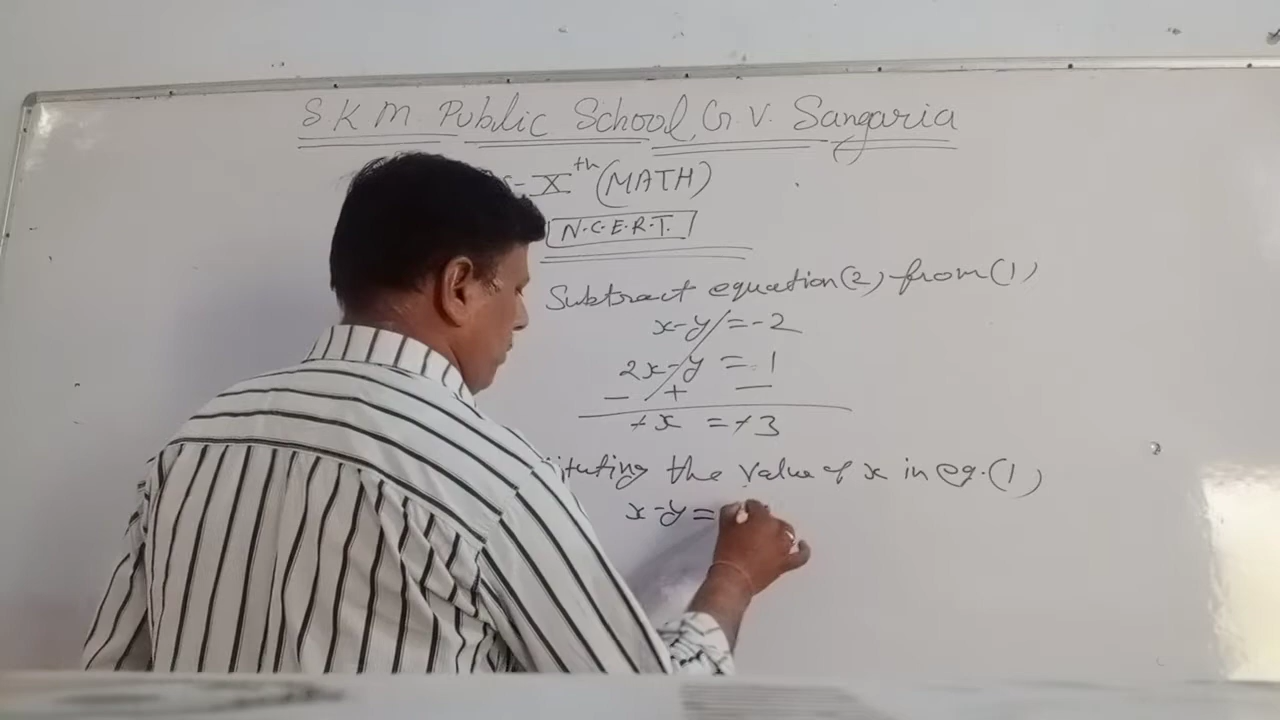 S.K.M. Public School, G.V. Sangaria
X th (MATH)
N.C.E.R.T.
Subtract equation(2) from (1)
x-y = -2
2x-y = 1
- + -
+x = +3
the value of x in eq.(1)
x-y =